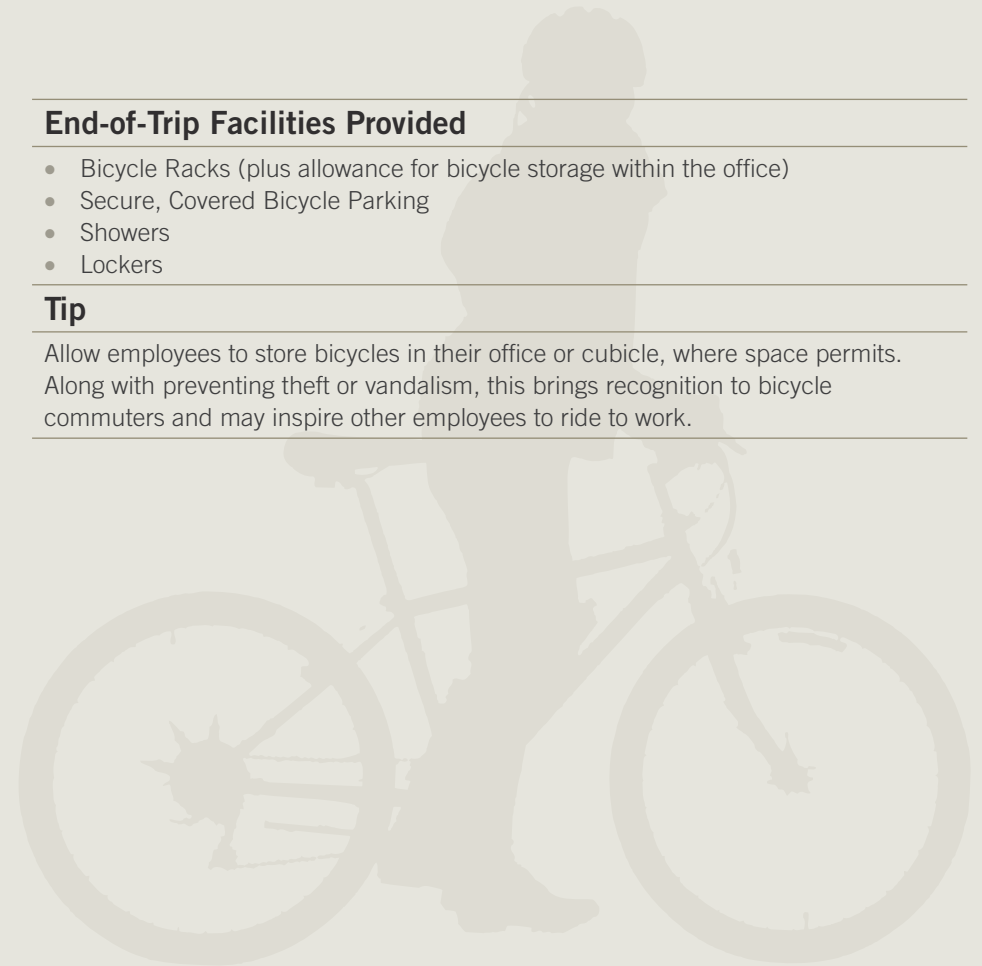 End-of-Trip Facilities Provided
• Bicycle Racks (plus allowance for bicycle storage within the office)
• Secure, Covered Bicycle Parking
• Showers
• Lockers
Tip
Allow employees to store bicycles in their office or cubicle, where space permits.
Along with preventing theft or vandalism, this brings recognition to bicycle
commuters and may inspire other employees to ride to work.